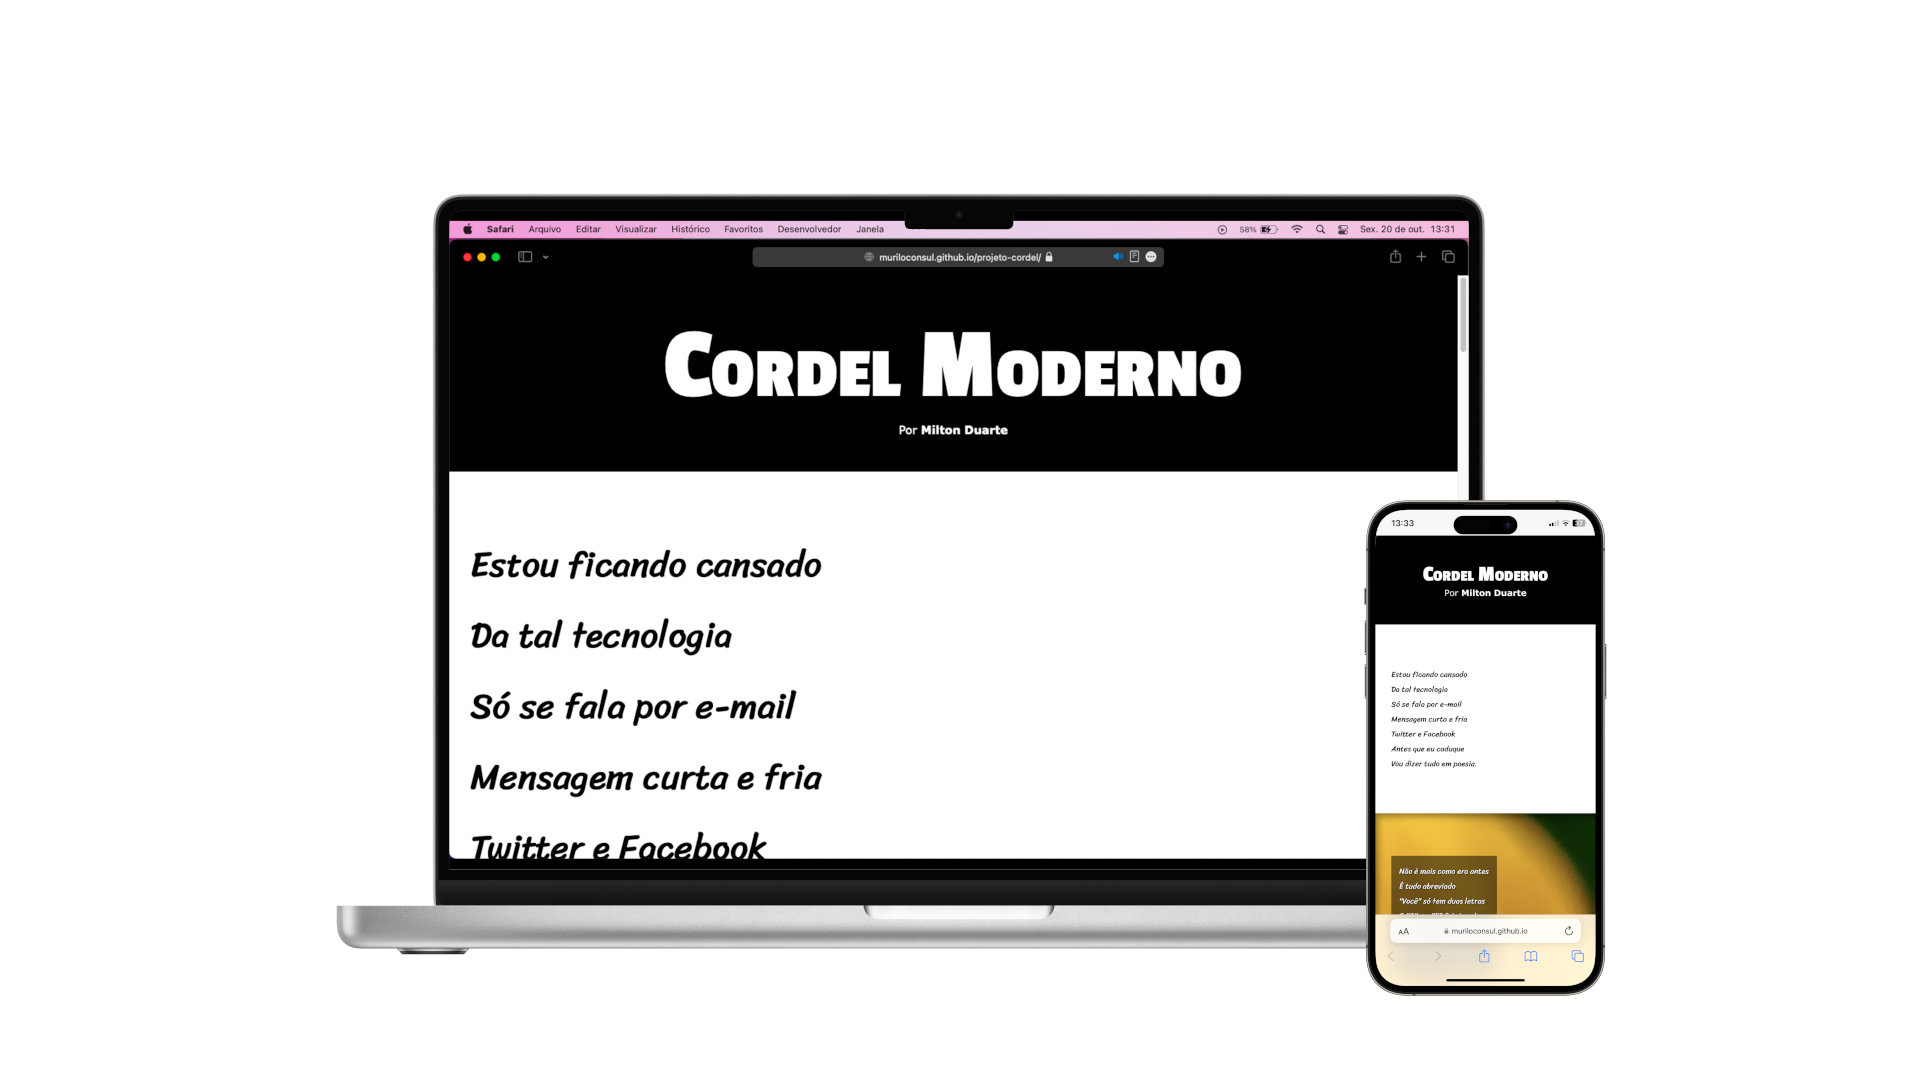 Safari Arquivo Editar Visualizar Histórico Favoritos Desenvolvedor Janela 58% Sex. 20 de out. 13:31
muriloconsul.github.io/projeto-cordel/
Cordel Moderno
Por Milton Duarte
Estou ficando cansado
Da tal tecnologia
Só se fala por e-mail
Mensagem curta e fria
Twitter e Facebook
13:33
Cordel Moderno
Por Milton Duarte
Estou ficando cansado
Da tal tecnologia
Só se fala por e-mail
Mensagem curta e fria
Twitter e Facebook
Antes que eu caduque
Vou dizer tudo em poesia.
Não é mais como era antes
É tudo abreviado
"Você" só tem duas letras
AA muriloconsul.github.io